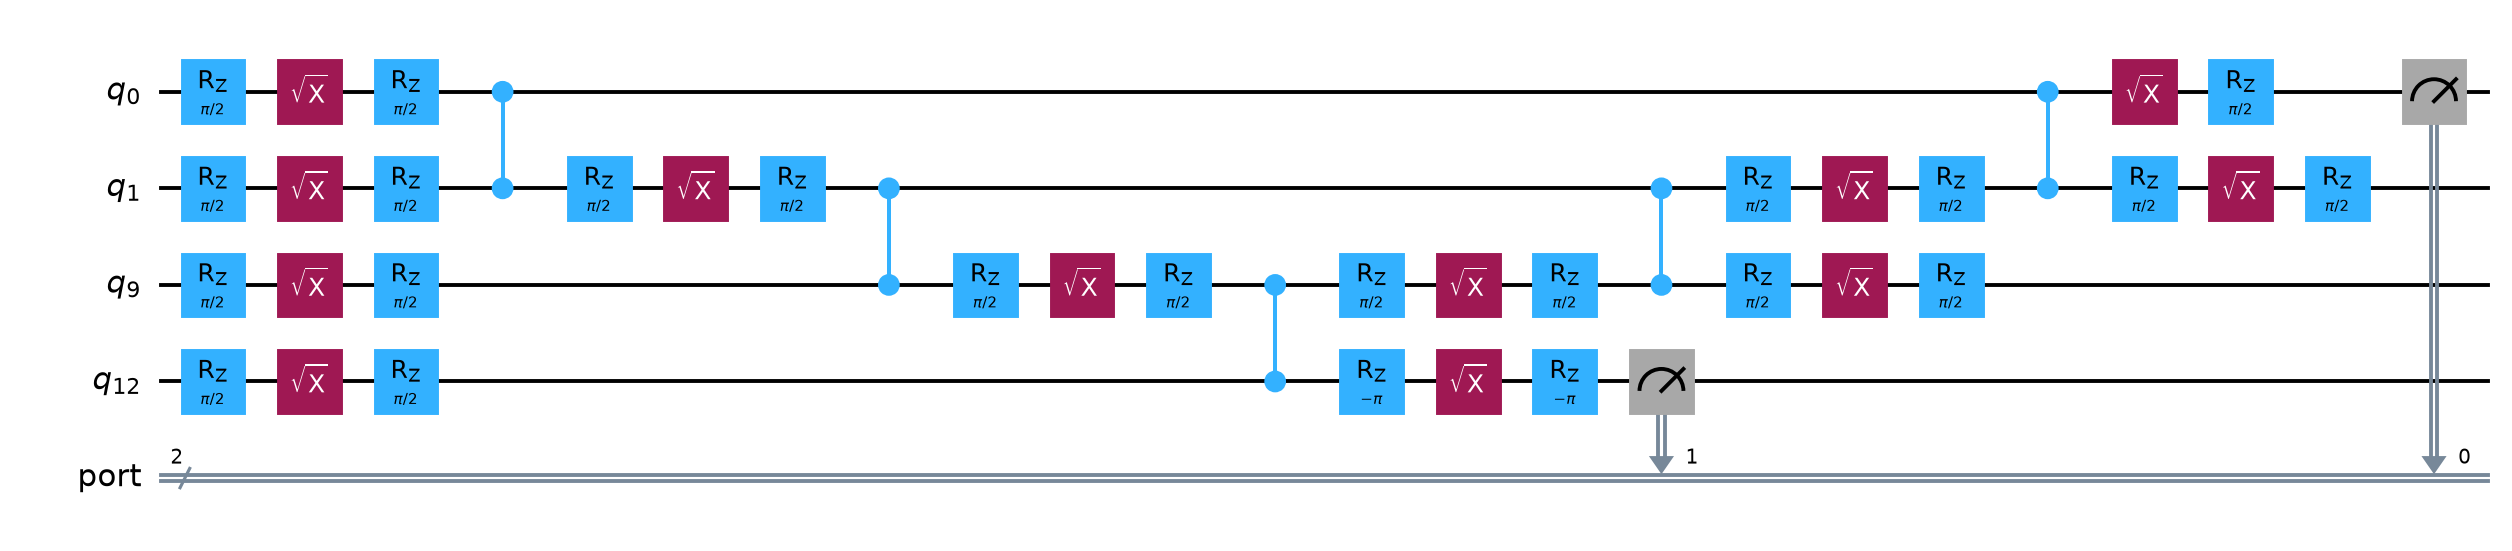 q0 RZ π/2 √X RZ π/2 √X RZ π/2
q1 RZ π/2 √X RZ π/2 RZ π/2 √X RZ π/2 RZ π/2 √X RZ π/2 RZ π/2 √X RZ π/2
q9 RZ π/2 √X RZ π/2 RZ π/2 √X RZ π/2 RZ π/2 √X RZ π/2 RZ π/2 √X RZ π/2
q12 RZ π/2 √X RZ π/2 RZ −π √X RZ −π
port 2 1 0